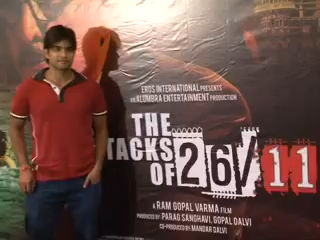 EROS INTERNATIONAL PRESENTS
ALUMBRA ENTERTAINMENT PRODUCTION
THE
TACKS
OF 26/11
A RAM GOPAL VARMA FILM
PRODUCED BY PARAG SANGHAVI, GOPAL DALVI
CO-PRODUCED BY MANDAR DALVI